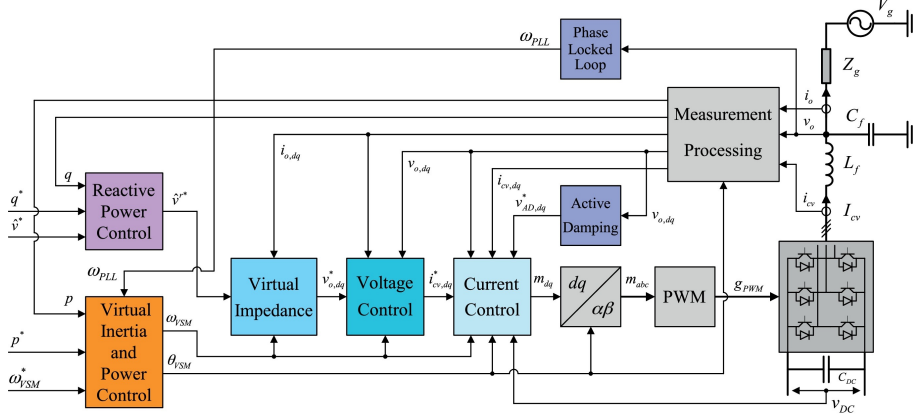 V_g
ω_PLL
Phase
Locked
Loop
Z_g
i_o
v_o
C_f
Measurement
Processing
L_f
i_cv
I_cv
i_o,dq
v_o,dq
i_cv,dq
v*_AD,dq
Active
Damping
v_o,dq
q
q*
v̂*
Reactive
Power
Control
v̂'*
ω_PLL
p
p*
ω*_VSM
Virtual
Inertia
and
Power
Control
ω_VSM
θ_VSM
Virtual
Impedance
v*_o,dq
Voltage
Control
i*_cv,dq
Current
Control
m_dq
dq
αβ
m_abc
PWM
g_PWM
C_DC
v_DC